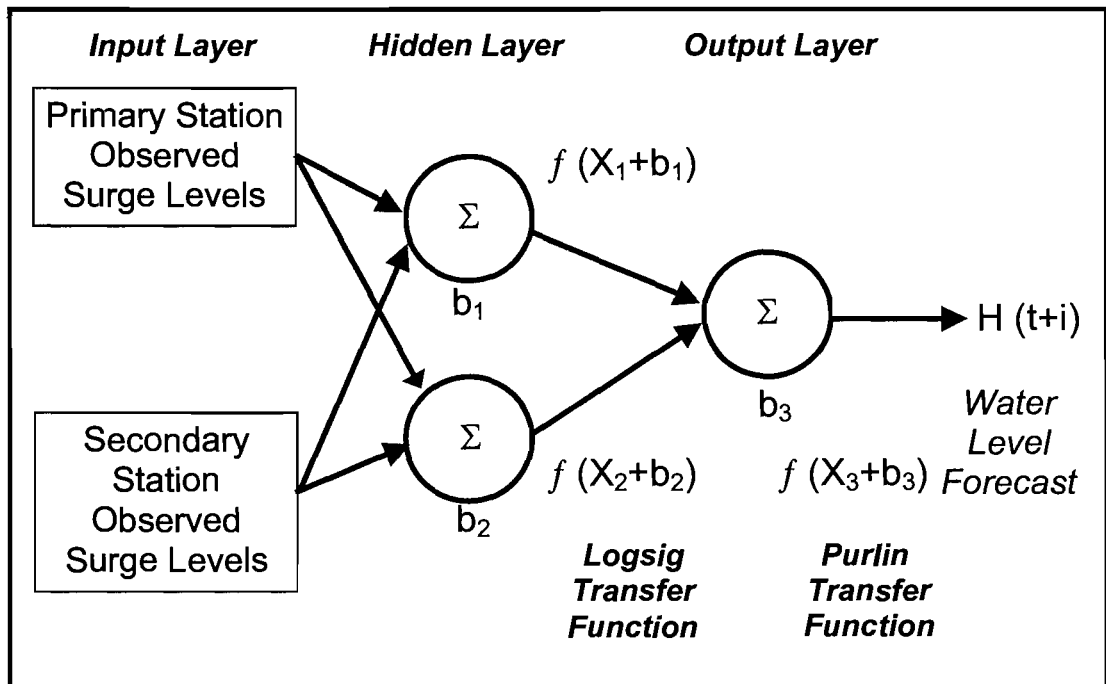 Input Layer
Hidden Layer
Output Layer
Primary Station
Observed
Surge Levels
Σ
f (X₁+b₁)
b₁
Σ
H (t+i)
b₃
Water
Level
Forecast
Secondary
Station
Observed
Surge Levels
Σ
b₂
f (X₂+b₂)
f (X₃+b₃)
Logsig
Transfer
Function
Purlin
Transfer
Function